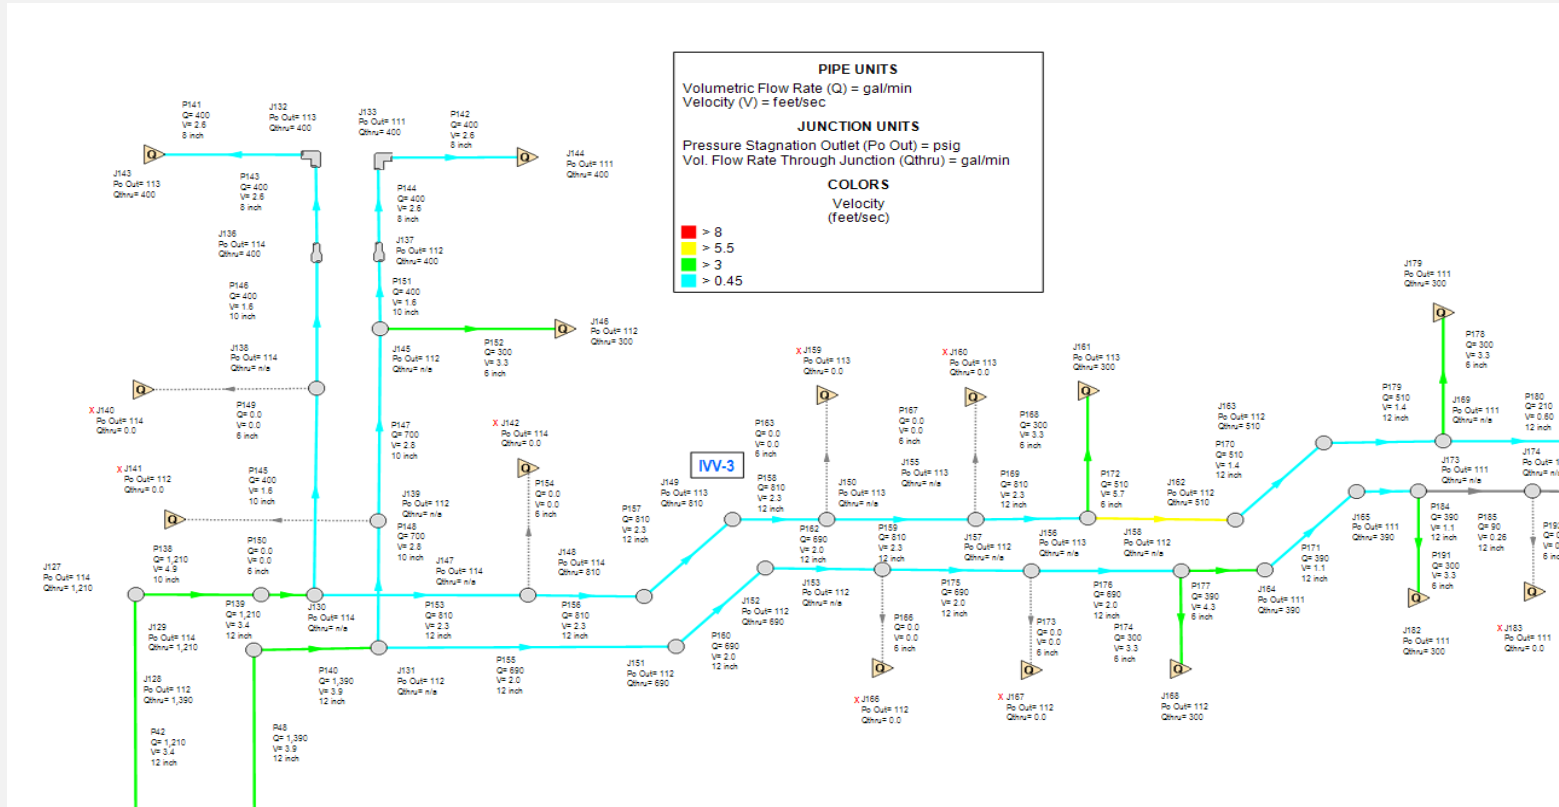 PIPE UNITS
Volumetric Flow Rate (Q) = gal/min
Velocity (V) = feet/sec
JUNCTION UNITS
Pressure Stagnation Outlet (Po Out) = psig
Vol. Flow Rate Through Junction (Qthru) = gal/min
COLORS
Velocity
(feet/sec)
> 8
> 5.5
> 3
> 0.45
P141
Q= 400
V= 2.6
8 inch
J132
Po Out= 113
Qthru= 400
J133
Po Out= 111
Qthru= 400
P142
Q= 400
V= 2.6
8 inch
Q
Q
J143
Po Out= 113
Qthru= 400
P143
Q= 400
V= 2.6
8 inch
J144
Po Out= 111
Qthru= 400
P144
Q= 400
V= 2.6
8 inch
J136
Po Out= 114
Qthru= 400
J137
Po Out= 112
Qthru= 400
P146
Q= 400
V= 1.6
10 inch
P151
Q= 400
V= 1.6
10 inch
Q
J146
Po Out= 112
Qthru= 300
P152
Q= 300
V= 3.3
6 inch
J138
Po Out= 114
Qthru= n/a
J145
Po Out= 112
Qthru= n/a
Q
X J140
Po Out= 114
Qthru= 0.0
P149
Q= 0.0
V= 0.0
6 inch
P147
Q= 700
V= 2.8
10 inch
X J142
Po Out= 114
Qthru= 0.0
Q
X J141
Po Out= 112
Qthru= 0.0
P145
Q= 400
V= 1.6
10 inch
J139
Po Out= 112
Qthru= n/a
P154
Q= 0.0
V= 0.0
6 inch
Q
P148
Q= 700
V= 2.8
10 inch
P138
Q= 1,210
V= 4.9
10 inch
P150
Q= 0.0
V= 0.0
6 inch
J127
Po Out= 114
Qthru= 1,210
J147
Po Out= 114
Qthru= n/a
J148
Po Out= 114
Qthru= 810
P139
Q= 1,210
V= 3.4
12 inch
J130
Po Out= 114
Qthru= n/a
P153
Q= 810
V= 2.3
12 inch
P156
Q= 810
V= 2.3
12 inch
J129
Po Out= 114
Qthru= 1,210
J128
Po Out= 112
Qthru= 1,390
P140
Q= 1,390
V= 3.9
12 inch
J131
Po Out= 112
Qthru= n/a
P155
Q= 690
V= 2.0
12 inch
J151
Po Out= 112
Qthru= 690
P42
Q= 1,210
V= 3.4
12 inch
P48
Q= 1,390
V= 3.9
12 inch
IVV-3
P157
Q= 810
V= 2.3
12 inch
J149
Po Out= 113
Qthru= 810
P158
Q= 810
V= 2.3
12 inch
X J159
Po Out= 113
Qthru= 0.0
Q
P163
Q= 0.0
V= 0.0
6 inch
J150
Po Out= 113
Qthru= n/a
X J160
Po Out= 113
Qthru= 0.0
Q
P167
Q= 0.0
V= 0.0
6 inch
J155
Po Out= 113
Qthru= n/a
J161
Po Out= 113
Qthru= 300
Q
P168
Q= 300
V= 3.3
6 inch
P169
Q= 810
V= 2.3
12 inch
P172
Q= 510
V= 5.7
6 inch
J162
Po Out= 112
Qthru= 510
J163
Po Out= 112
Qthru= 510
P170
Q= 510
V= 1.4
12 inch
P162
Q= 690
V= 2.0
12 inch
P159
Q= 810
V= 2.3
12 inch
J157
Po Out= 112
Qthru= n/a
J156
Po Out= 113
Qthru= n/a
J158
Po Out= 112
Qthru= n/a
J153
Po Out= 112
Qthru= n/a
J152
Po Out= 112
Qthru= 690
P160
Q= 690
V= 2.0
12 inch
P175
Q= 690
V= 2.0
12 inch
P176
Q= 690
V= 2.0
12 inch
P177
Q= 390
V= 4.3
6 inch
J164
Po Out= 111
Qthru= 390
P171
Q= 390
V= 1.1
12 inch
P166
Q= 0.0
V= 0.0
6 inch
Q
X J166
Po Out= 112
Qthru= 0.0
P173
Q= 0.0
V= 0.0
6 inch
Q
X J167
Po Out= 112
Qthru= 0.0
P174
Q= 300
V= 3.3
6 inch
Q
J168
Po Out= 112
Qthru= 300
J179
Po Out= 111
Qthru= 300
Q
P178
Q= 300
V= 3.3
6 inch
P179
Q= 510
V= 1.4
12 inch
J169
Po Out= 111
Qthru= n/a
P180
Q= 210
V= 0.60
12 inch
J173
Po Out= 111
Qthru= n/a
J174
Po Out=
J165
Po Out= 111
Qthru= 390
P184
Q= 390
V= 1.1
12 inch
P185
Q= 90
V= 0.26
12 inch
P191
Q= 300
V= 3.3
6 inch
Q
J182
Po Out= 111
Qthru= 300
Q
X J183
Po Out= 111
Qthru= 0.0